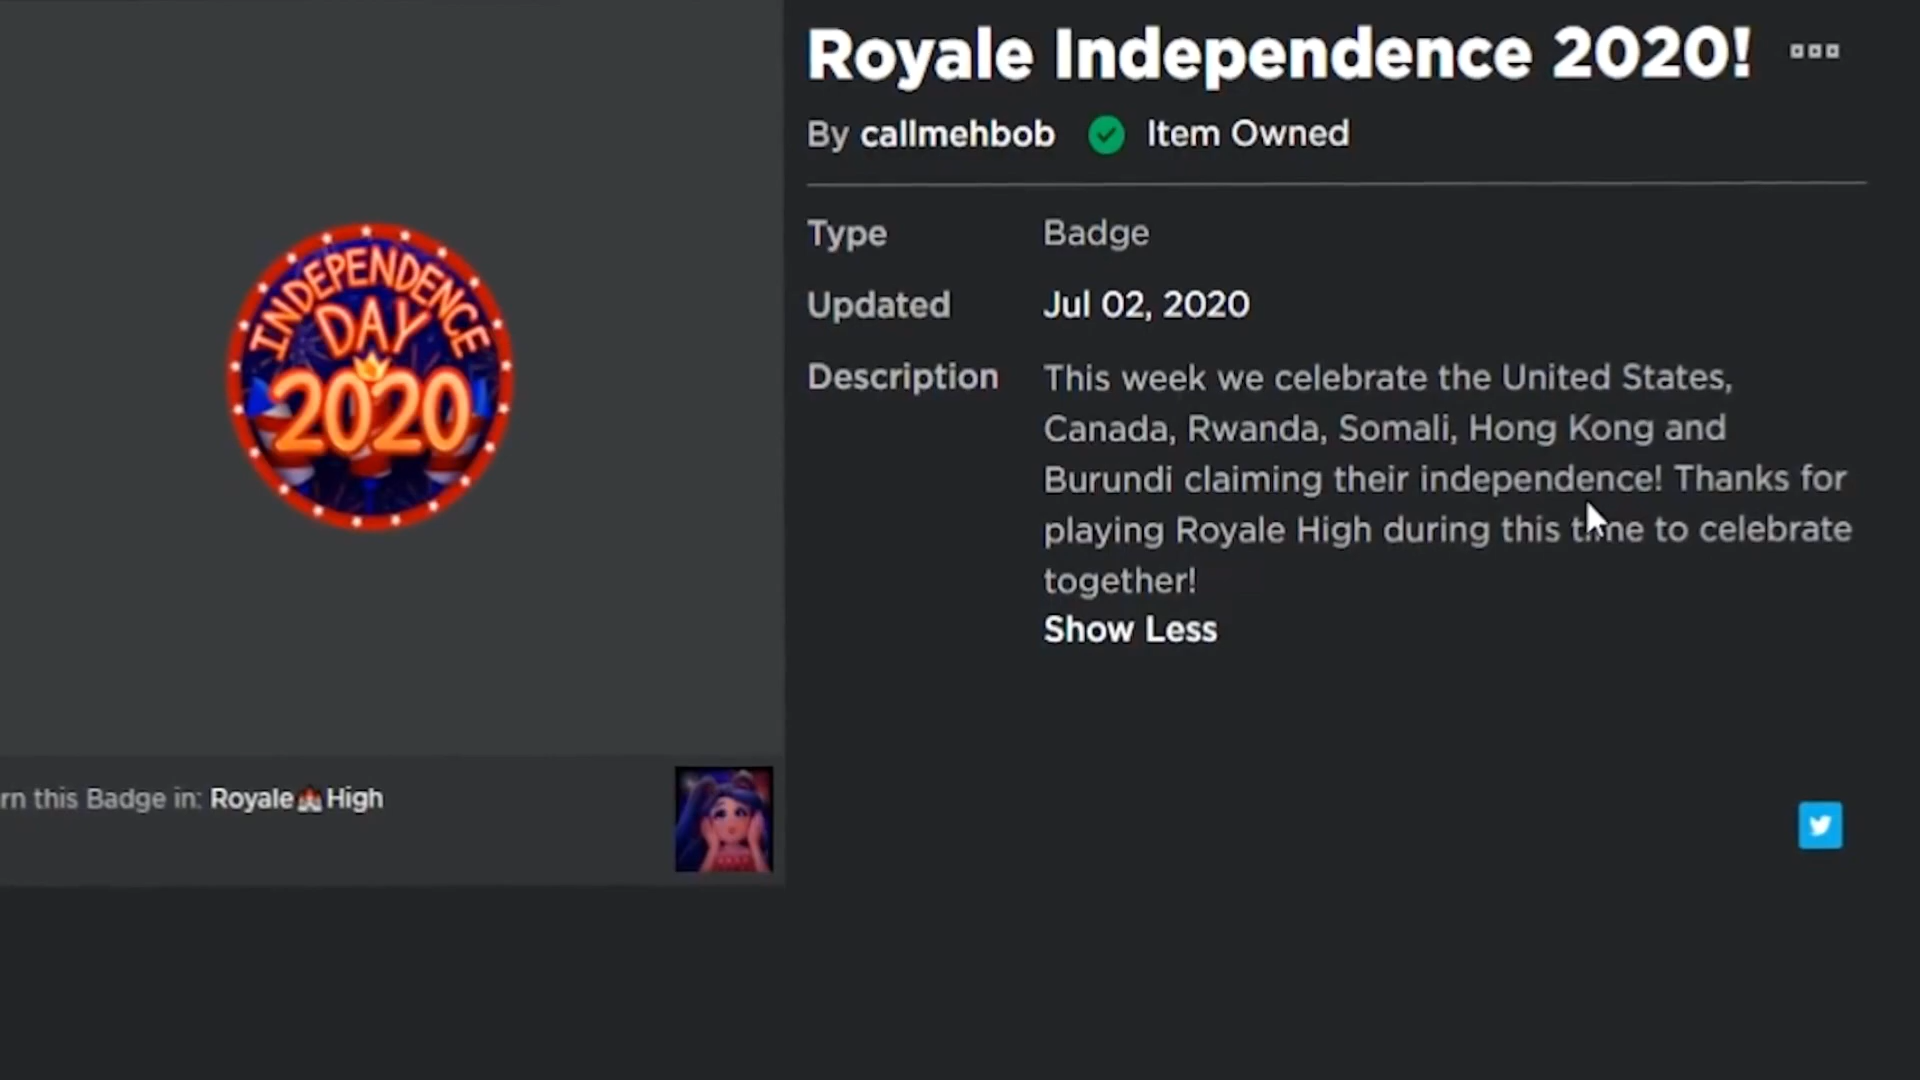 Royale Independence 2020!
By callmehbob Item Owned
Type Badge
Updated Jul 02, 2020
Description This week we celebrate the United States,
Canada, Rwanda, Somali, Hong Kong and
Burundi claiming their independence! Thanks for
playing Royale High during this time to celebrate
together!
Show Less
INDEPENDENCE
DAY
2020
rn this Badge in: Royale High